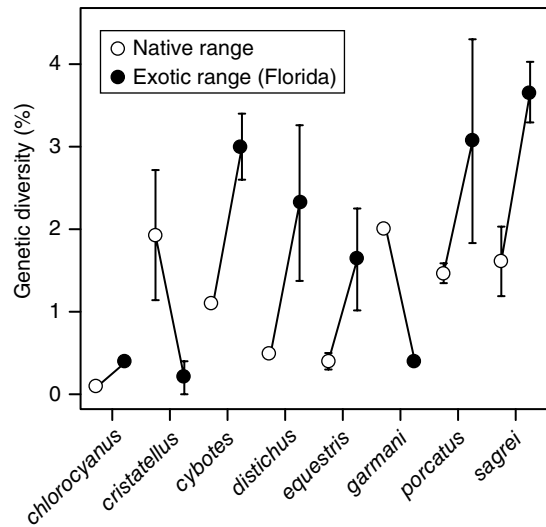 Native range
Exotic range (Florida)
Genetic diversity (%)
4
3
2
1
0
chlorocyanus
cristatellus
cybotes
distichus
equestris
garmani
porcatus
sagrei